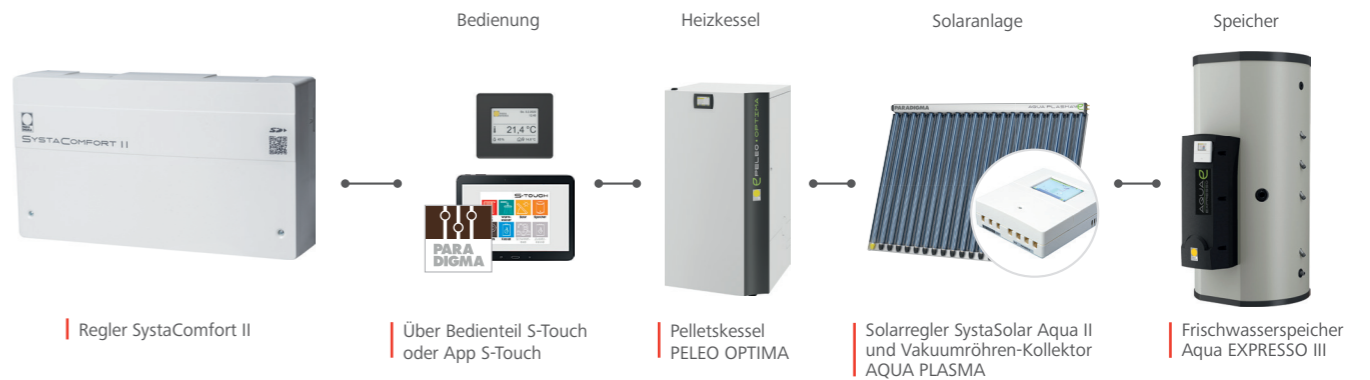 Bedienung
Heizkessel
Solaranlage
Speicher
SYSTACOMFORT II
21,4 °C
S-TOUCH
PARA
DIGMA
PELEO OPTIMA
PARADIGMA
AQUA PLASMA
AQUA
Regler SystaComfort II
Über Bedienteil S-Touch
oder App S-Touch
Pelletskessel
PELEO OPTIMA
Solarregler SystaSolar Aqua II
und Vakuumröhren-Kollektor
AQUA PLASMA
Frischwasserspeicher
Aqua EXPRESSO III